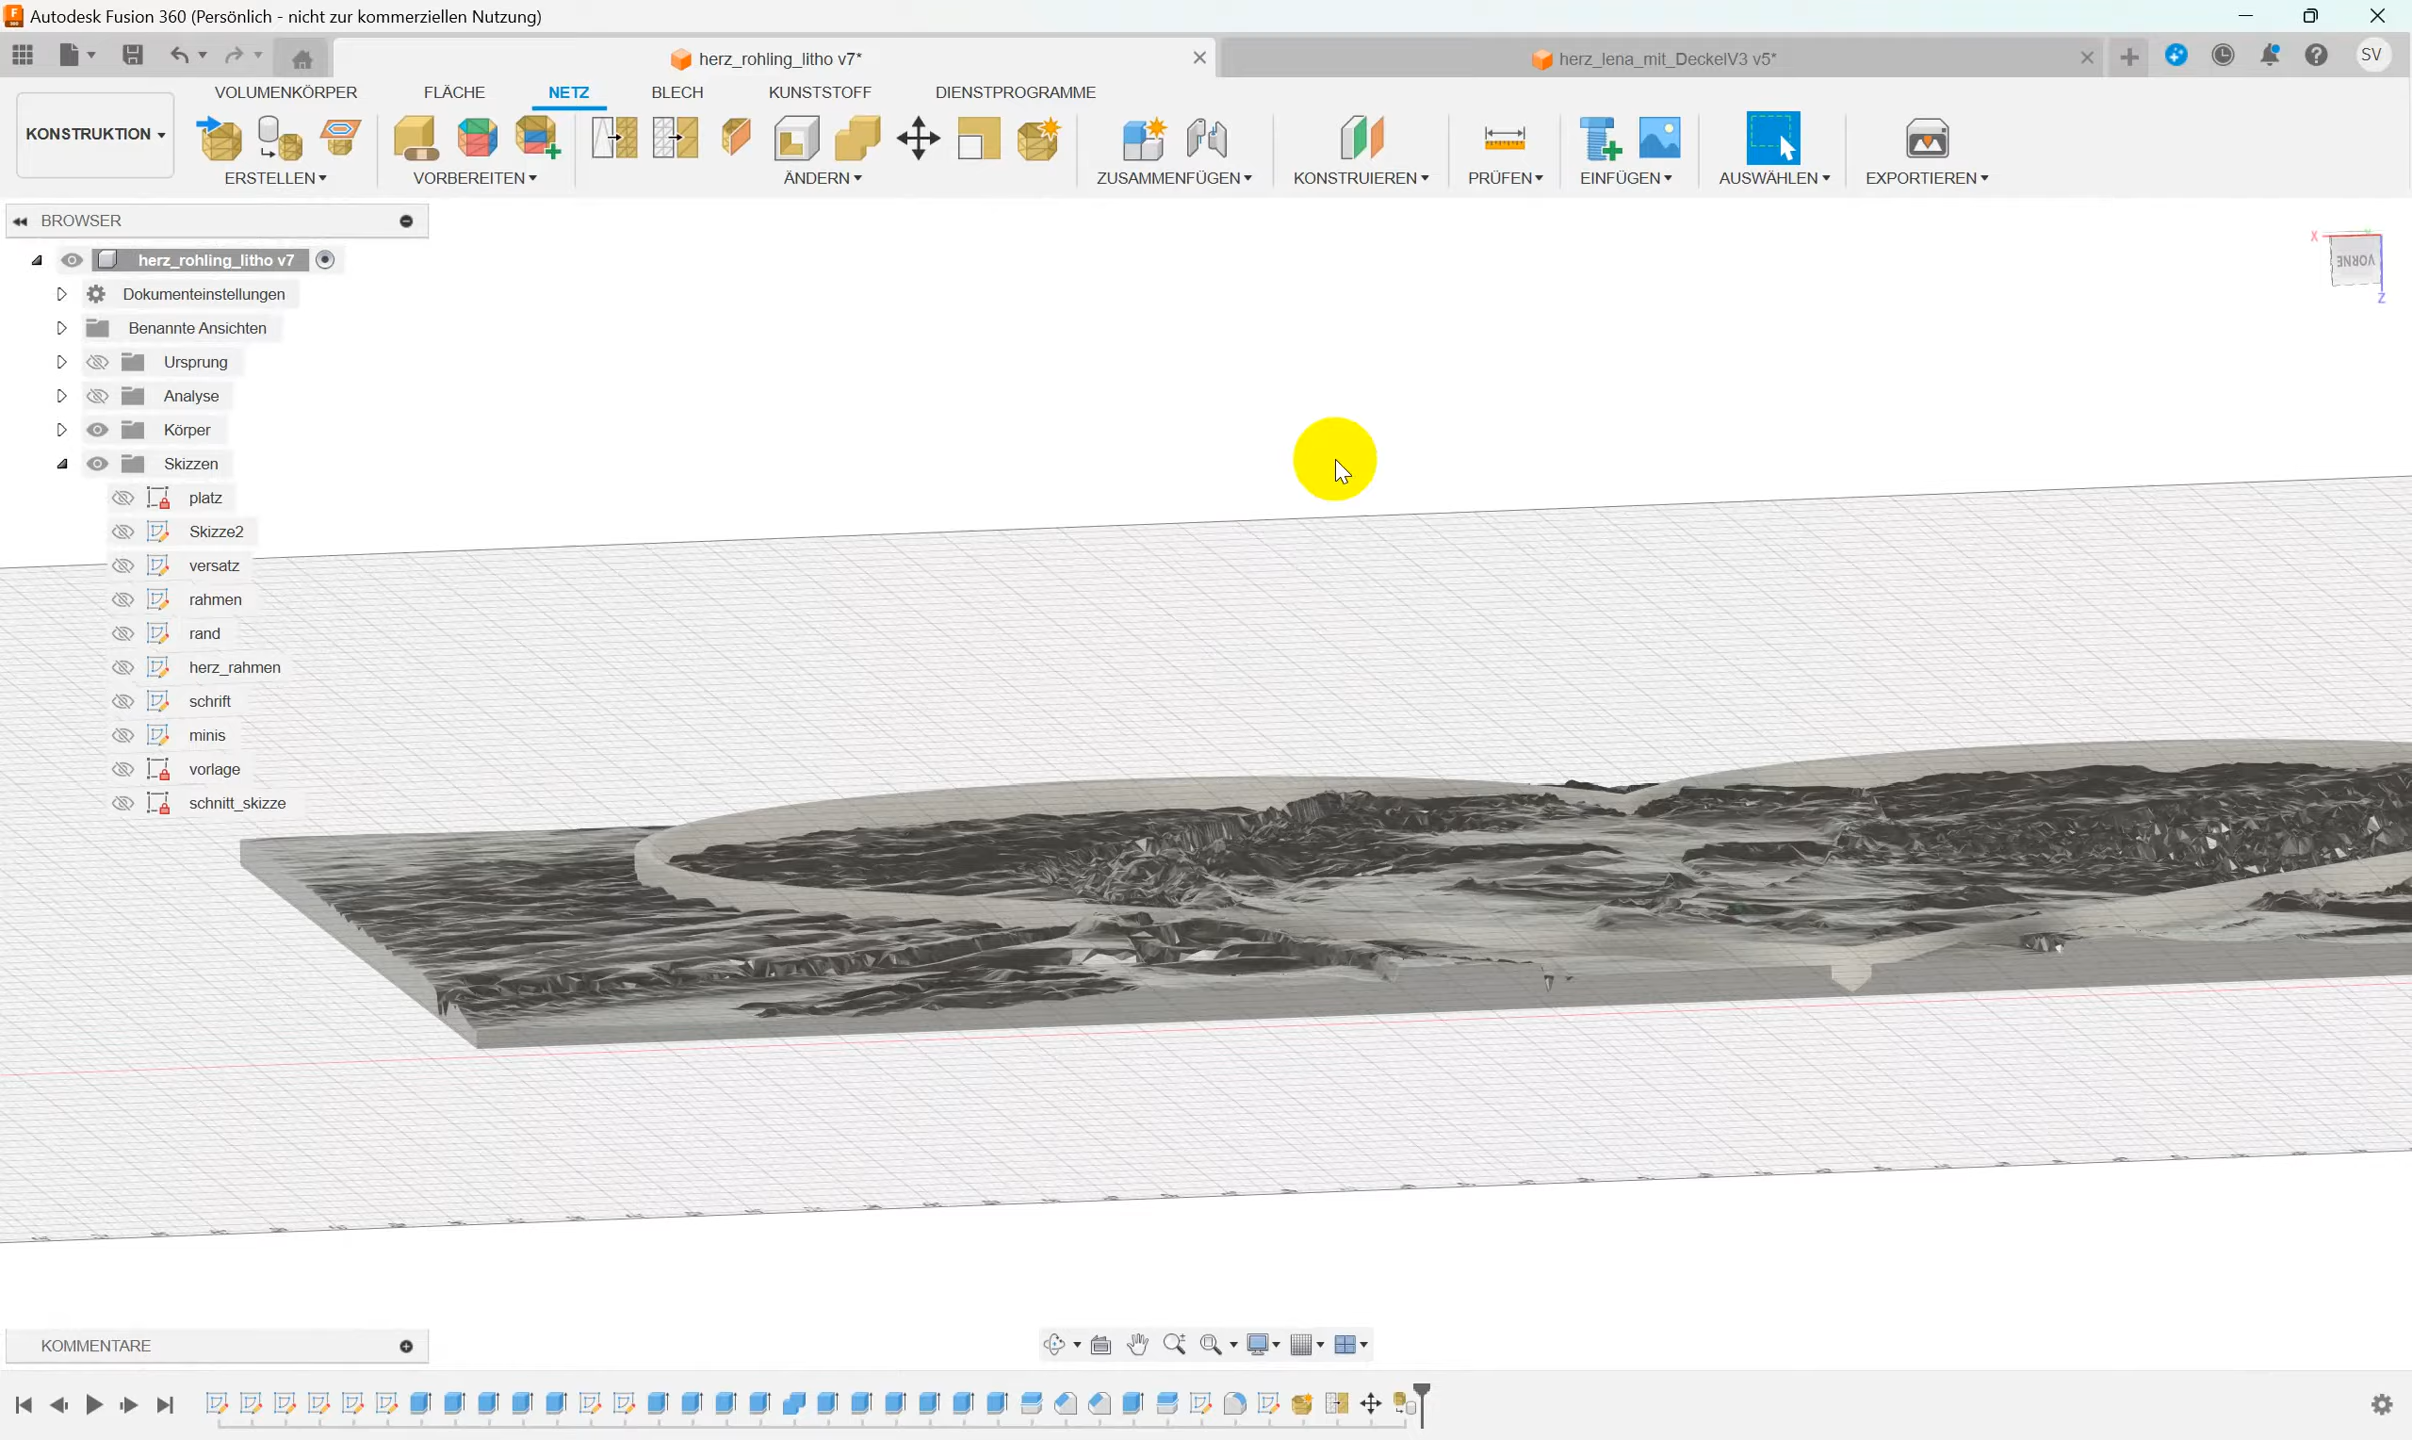 Autodesk Fusion 360 (Persönlich - nicht zur kommerziellen Nutzung)
herz_rohling_litho v7*
herz_lena_mit_DeckelV3 v5*
SV
VOLUMENKÖRPER
FLÄCHE
NETZ
BLECH
KUNSTSTOFF
DIENSTPROGRAMME
KONSTRUKTION
ERSTELLEN
VORBEREITEN
ÄNDERN
ZUSAMMENFÜGEN
KONSTRUIEREN
PRÜFEN
EINFÜGEN
AUSWÄHLEN
EXPORTIEREN
BROWSER
herz_rohling_litho v7
Dokumenteinstellungen
Benannte Ansichten
Ursprung
Analyse
Körper
Skizzen
platz
Skizze2
versatz
rahmen
rand
herz_rahmen
schrift
minis
vorlage
schnitt_skizze
X
VORNE
Z
KOMMENTARE